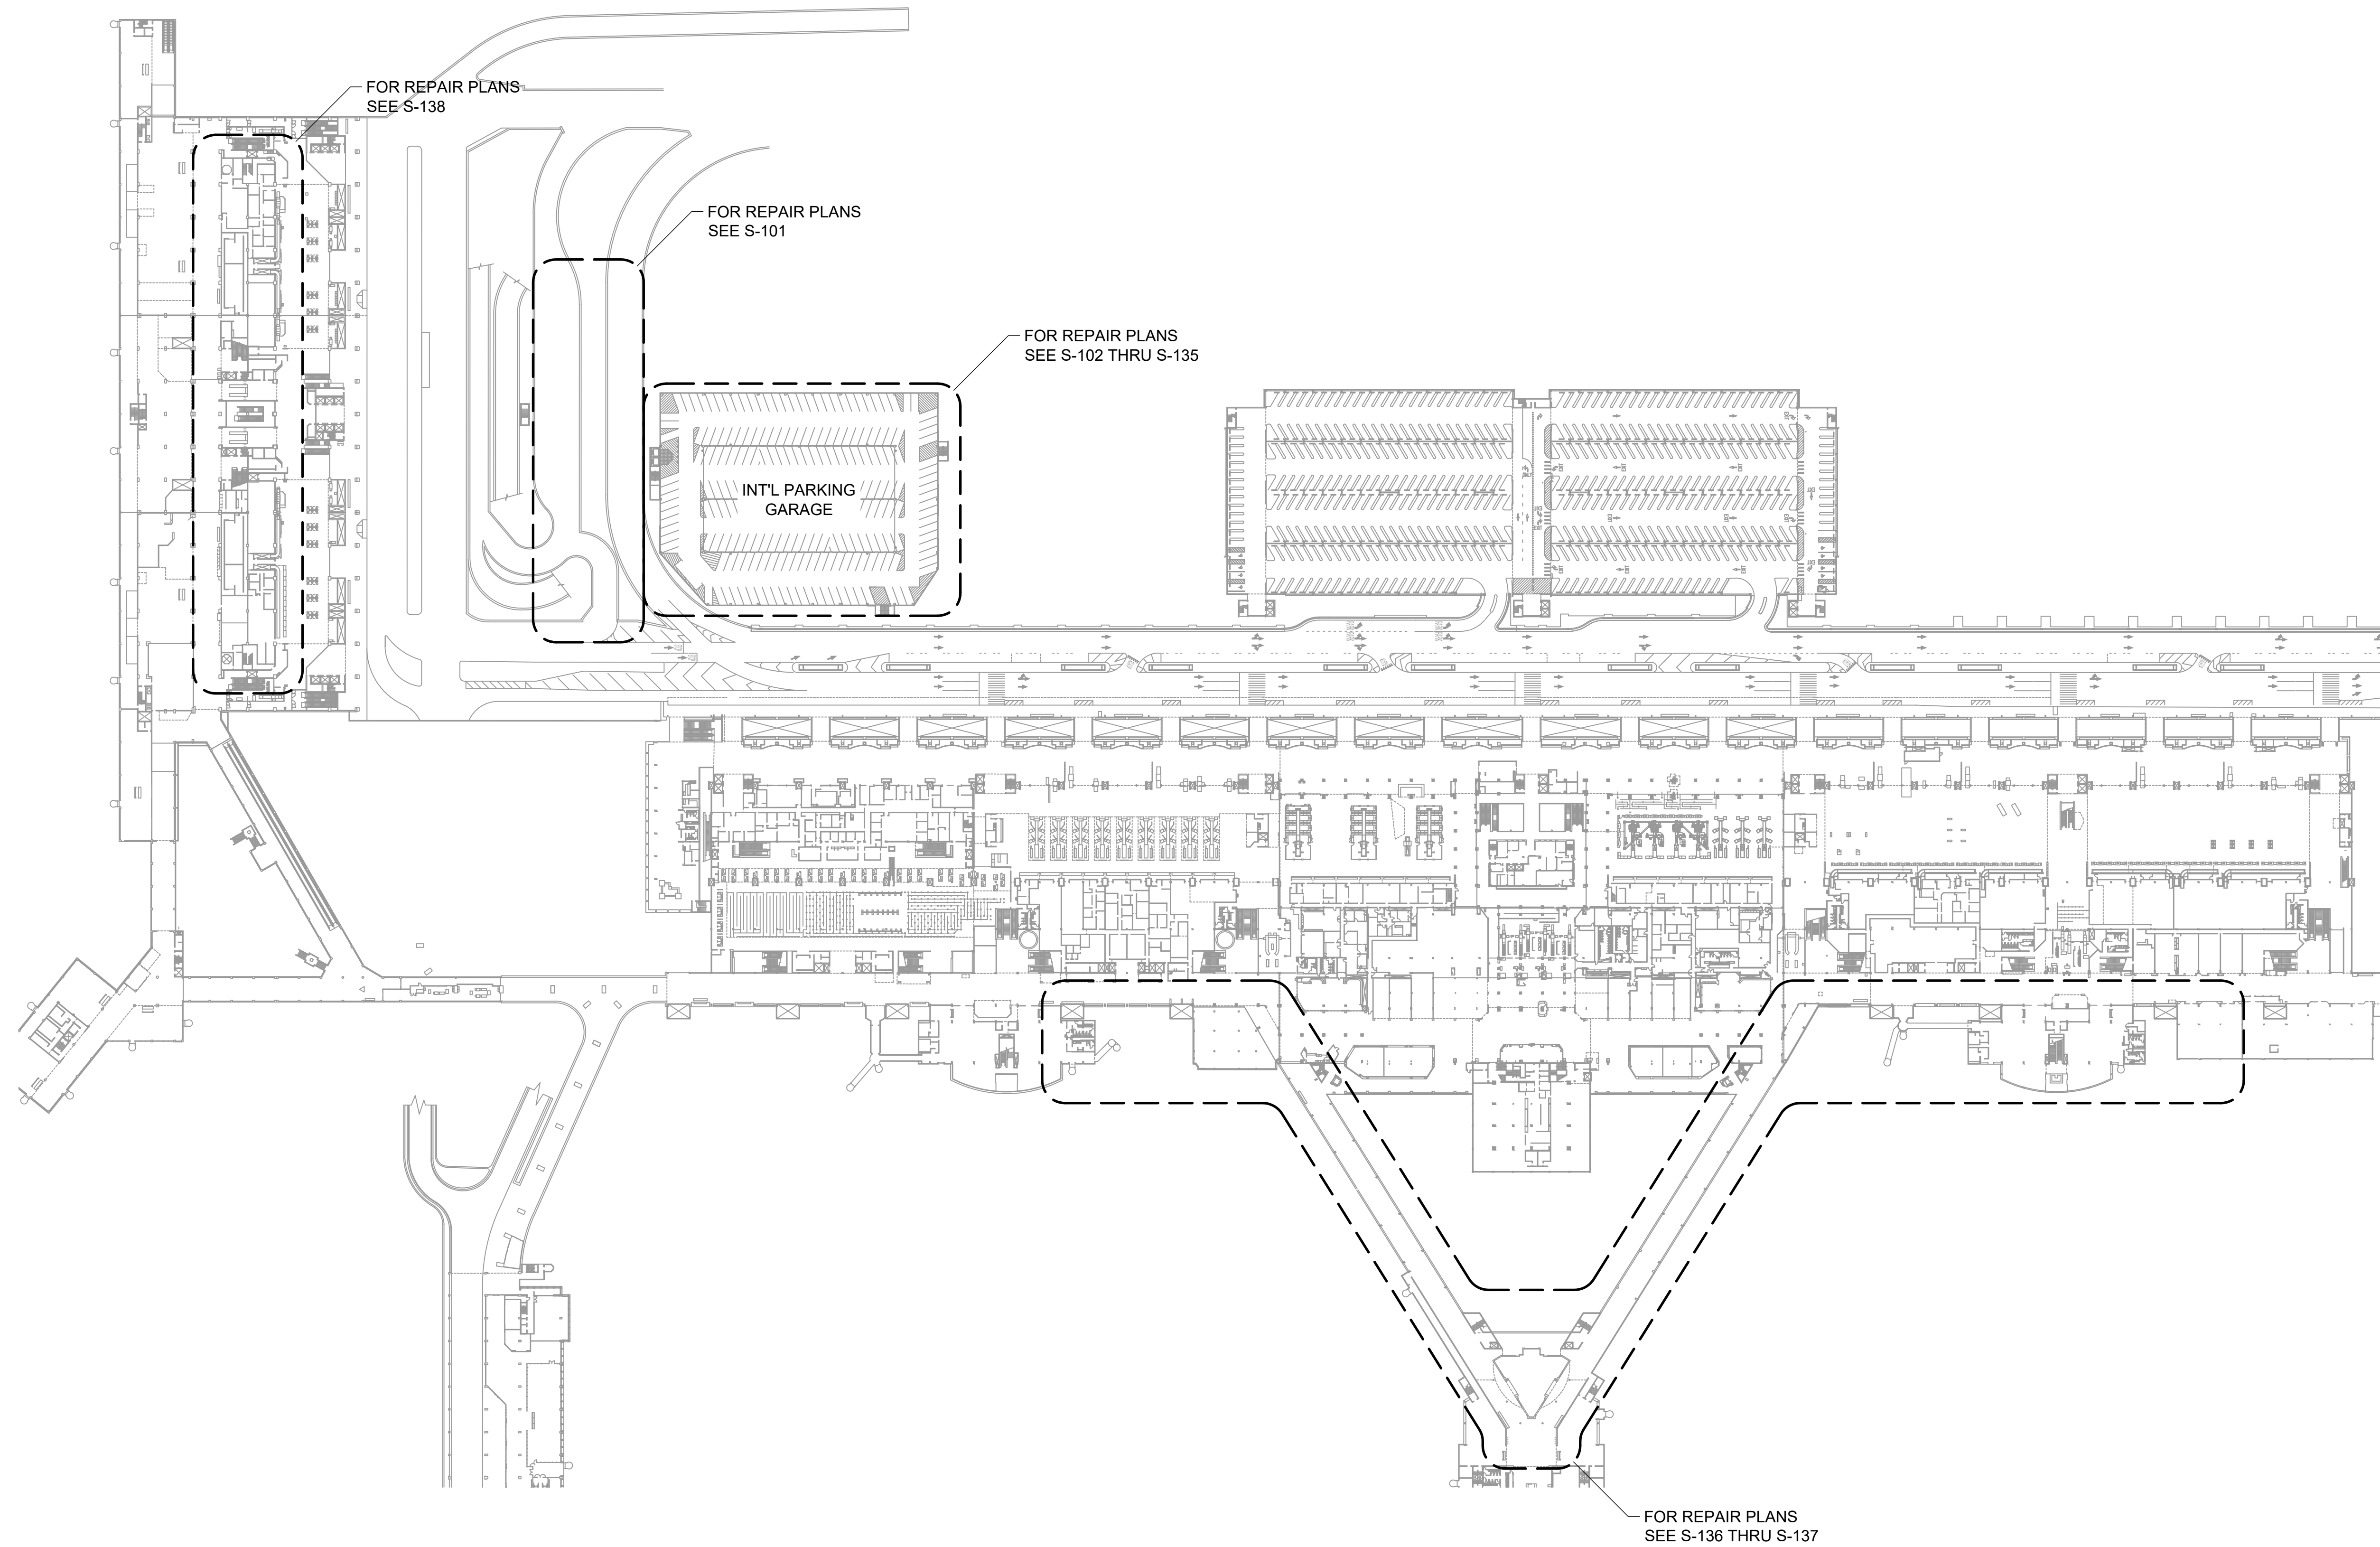 FOR REPAIR PLANS
SEE S-138
FOR REPAIR PLANS
SEE S-101
FOR REPAIR PLANS
SEE S-102 THRU S-135
INT'L PARKING
GARAGE
FOR REPAIR PLANS
SEE S-136 THRU S-137